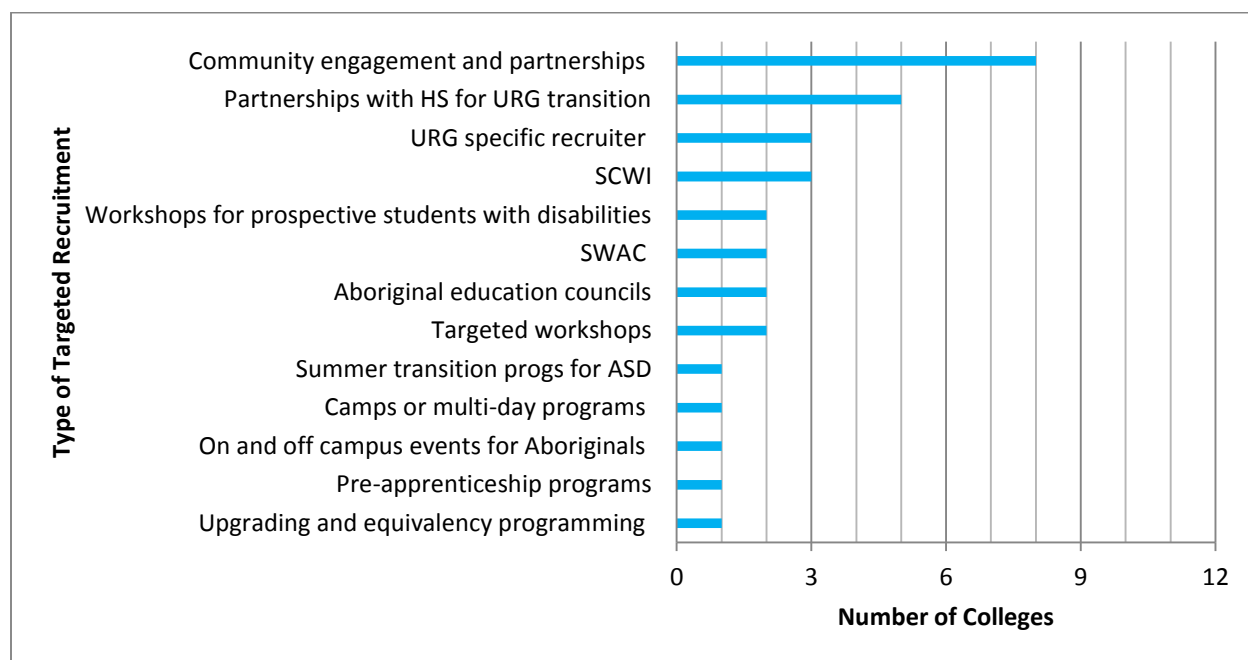 Type of Targeted Recruitment
Community engagement and partnerships
Partnerships with HS for URG transition
URG specific recruiter
SCWI
Workshops for prospective students with disabilities
SWAC
Aboriginal education councils
Targeted workshops
Summer transition progs for ASD
Camps or multi-day programs
On and off campus events for Aboriginals
Pre-apprenticeship programs
Upgrading and equivalency programming
0 3 6 9 12
Number of Colleges